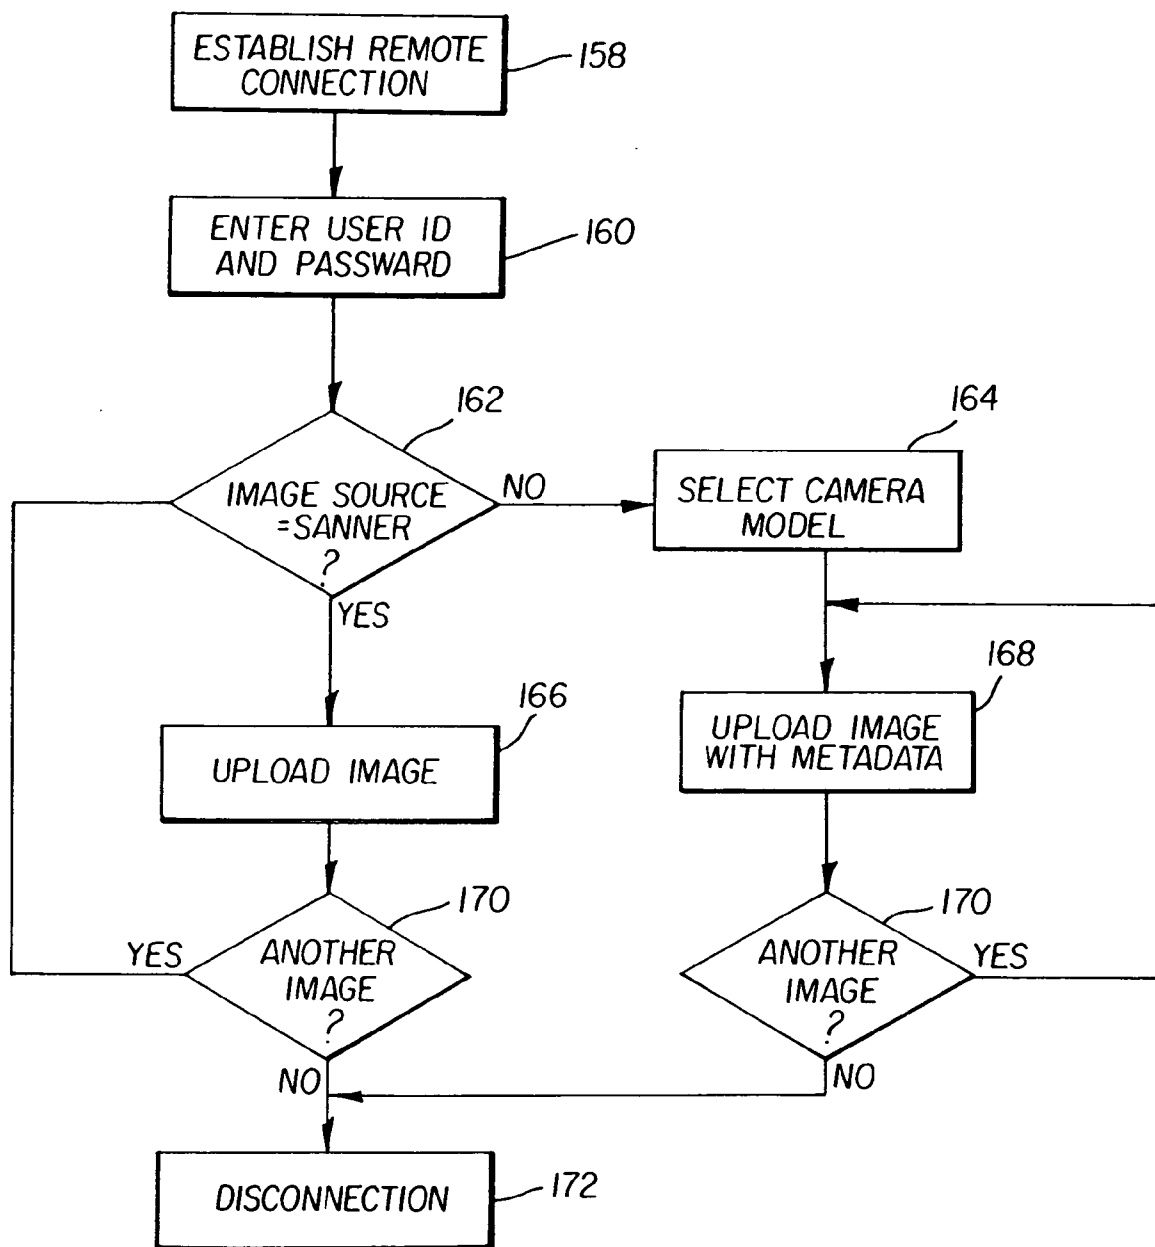 ESTABLISH REMOTE
CONNECTION
158
ENTER USER ID
AND PASSWARD
160
162
IMAGE SOURCE
=SANNER
?
NO
YES
164
SELECT CAMERA
MODEL
166
UPLOAD IMAGE
168
UPLOAD IMAGE
WITH METADATA
170
ANOTHER
IMAGE
?
YES
NO
170
ANOTHER
IMAGE
?
YES
NO
DISCONNECTION
172